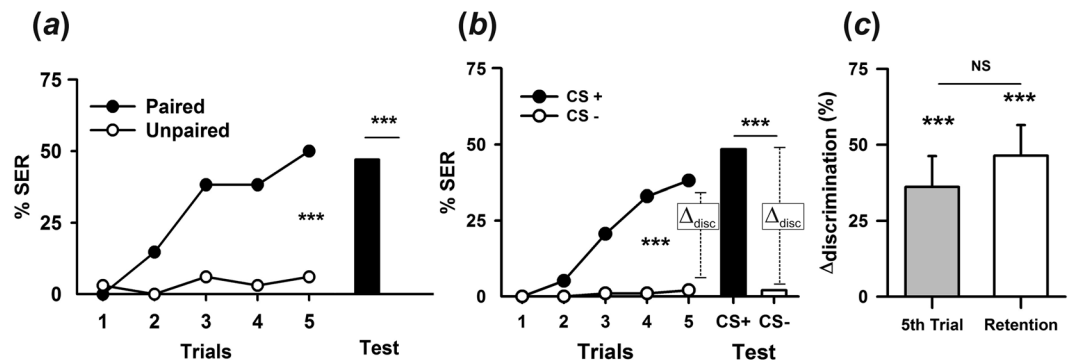 (a)
% SER
75
50
25
0
Paired
Unpaired
***
***
1 2 3 4 5
Trials Test
(b)
% SER
75
50
25
0
CS +
CS -
***
***
Δdisc
Δdisc
1 2 3 4 5 CS+ CS-
Trials Test
(c)
Δdiscrimination (%)
75
50
25
0
NS
***
***
5th Trial Retention